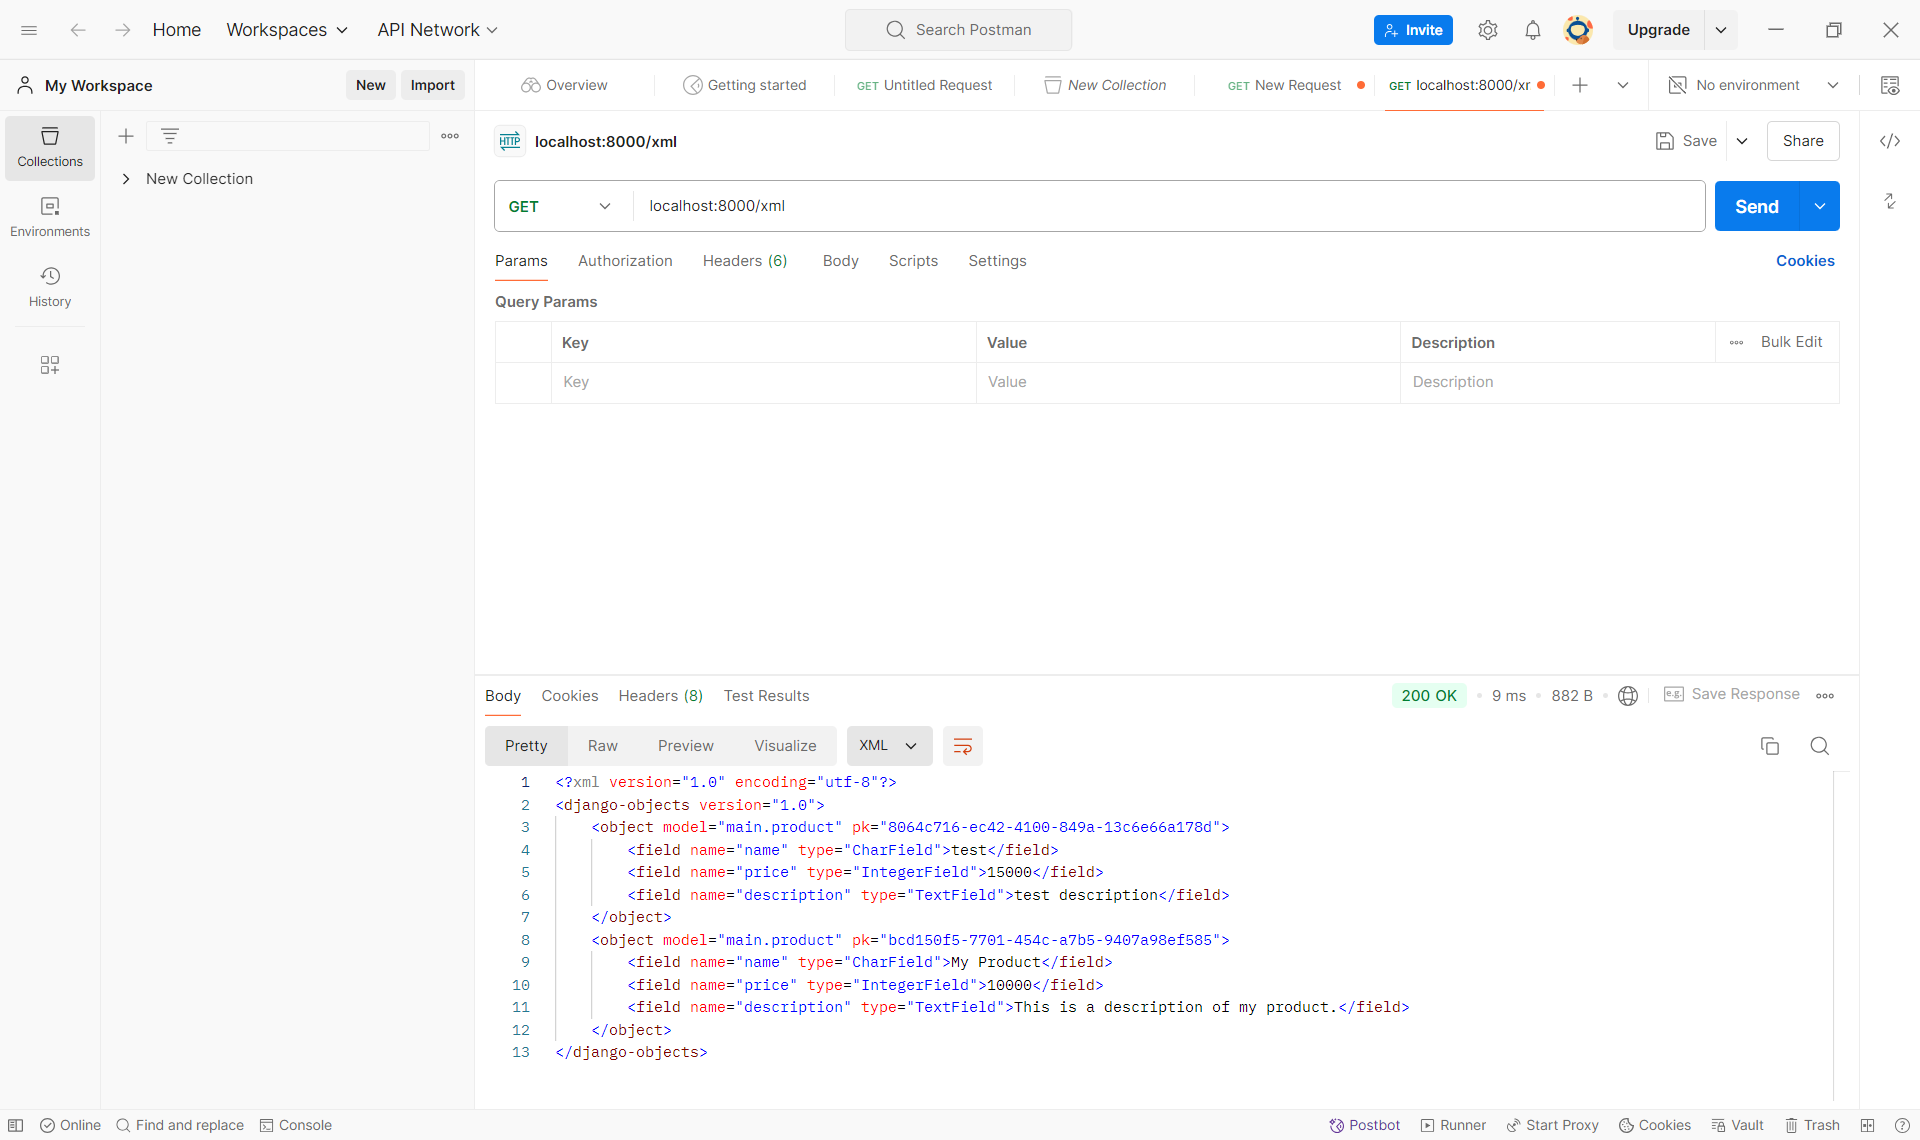 Home Workspaces API Network Search Postman Invite Upgrade
My Workspace New Import Overview Getting started GET Untitled Request New Collection GET New Request GET localhost:8000/xr No environment
Collections
Environments
History
New Collection
HTTP localhost:8000/xml Save Share
GET localhost:8000/xml Send
Params Authorization Headers (6) Body Scripts Settings Cookies
Query Params
Key Value Description Bulk Edit
Key Value Description
Body Cookies Headers (8) Test Results 200 OK 9 ms 882 B e.g. Save Response
Pretty Raw Preview Visualize XML
1 <?xml version="1.0" encoding="utf-8"?>
2 <django-objects version="1.0">
3 <object model="main.product" pk="8064c716-ec42-4100-849a-13c6e66a178d">
4 <field name="name" type="CharField">test</field>
5 <field name="price" type="IntegerField">15000</field>
6 <field name="description" type="TextField">test description</field>
7 </object>
8 <object model="main.product" pk="bcd150f5-7701-454c-a7b5-9407a98ef585">
9 <field name="name" type="CharField">My Product</field>
10 <field name="price" type="IntegerField">10000</field>
11 <field name="description" type="TextField">This is a description of my product.</field>
12 </object>
13 </django-objects>
Online Find and replace Console Postbot Runner Start Proxy Cookies Vault Trash